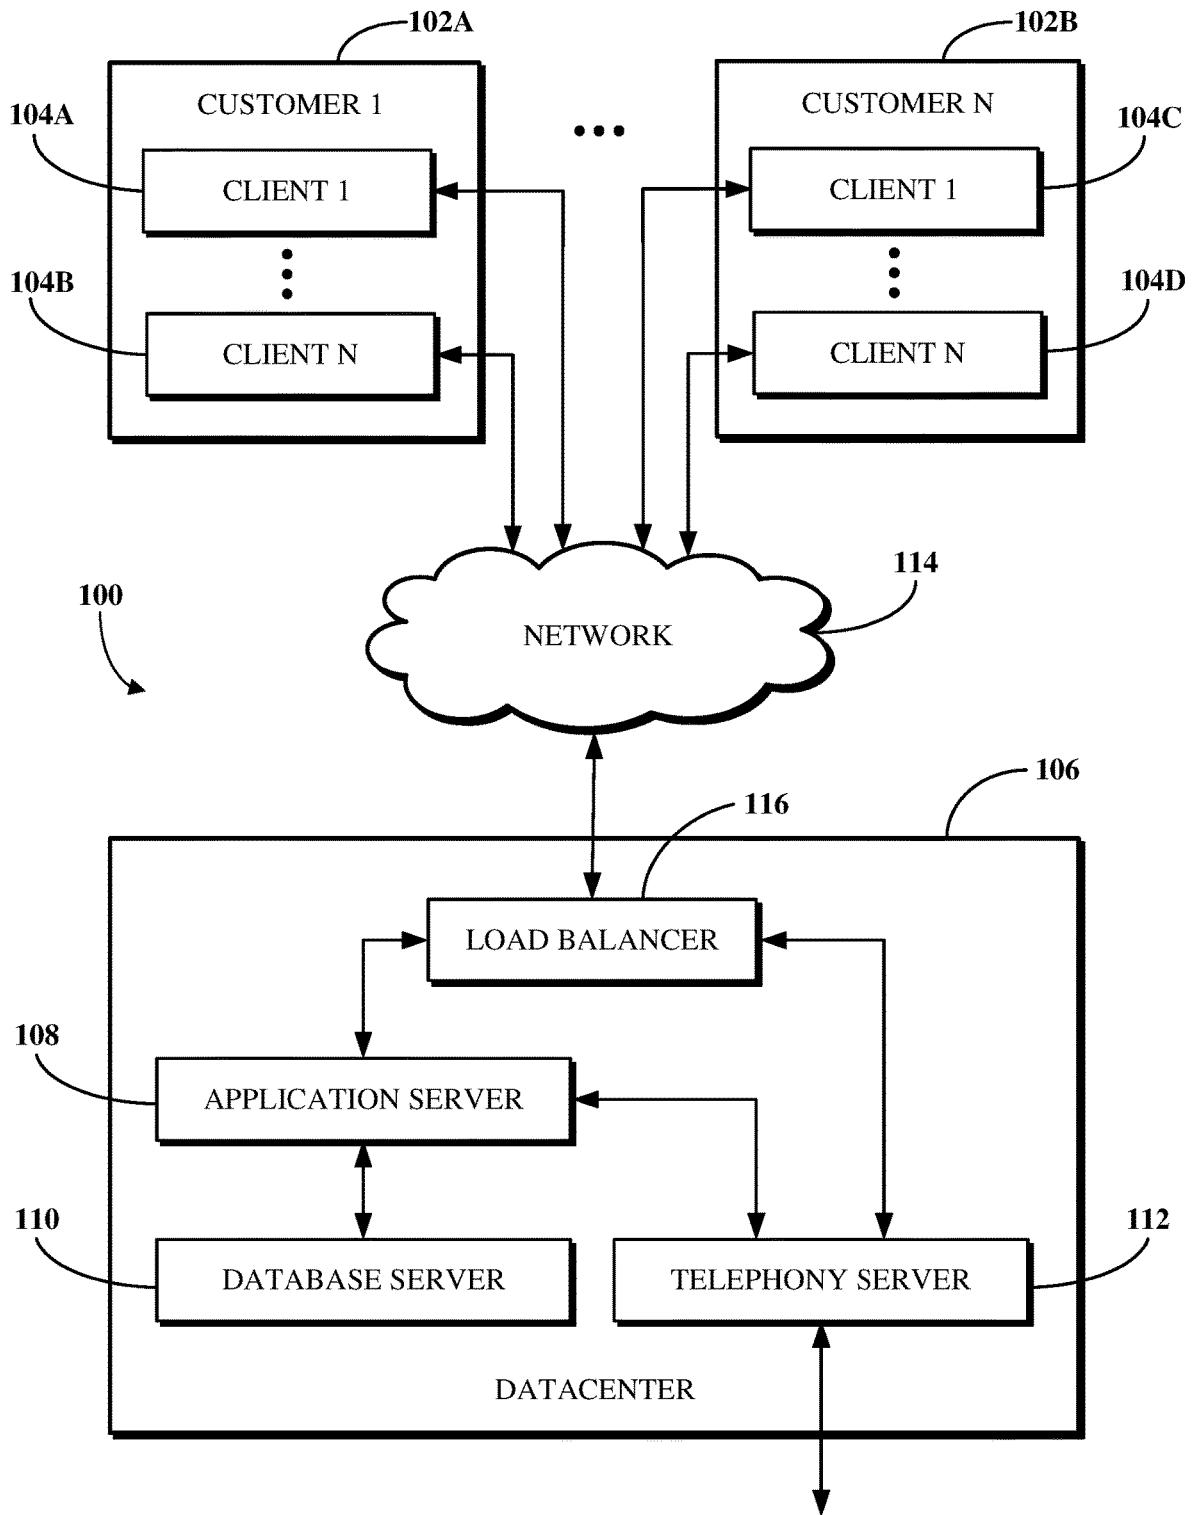 102A
102B
CUSTOMER 1
CUSTOMER N
104A
104C
CLIENT 1
CLIENT 1
104B
104D
CLIENT N
CLIENT N
114
100
NETWORK
106
116
LOAD BALANCER
108
APPLICATION SERVER
110
112
DATABASE SERVER
TELEPHONY SERVER
DATACENTER